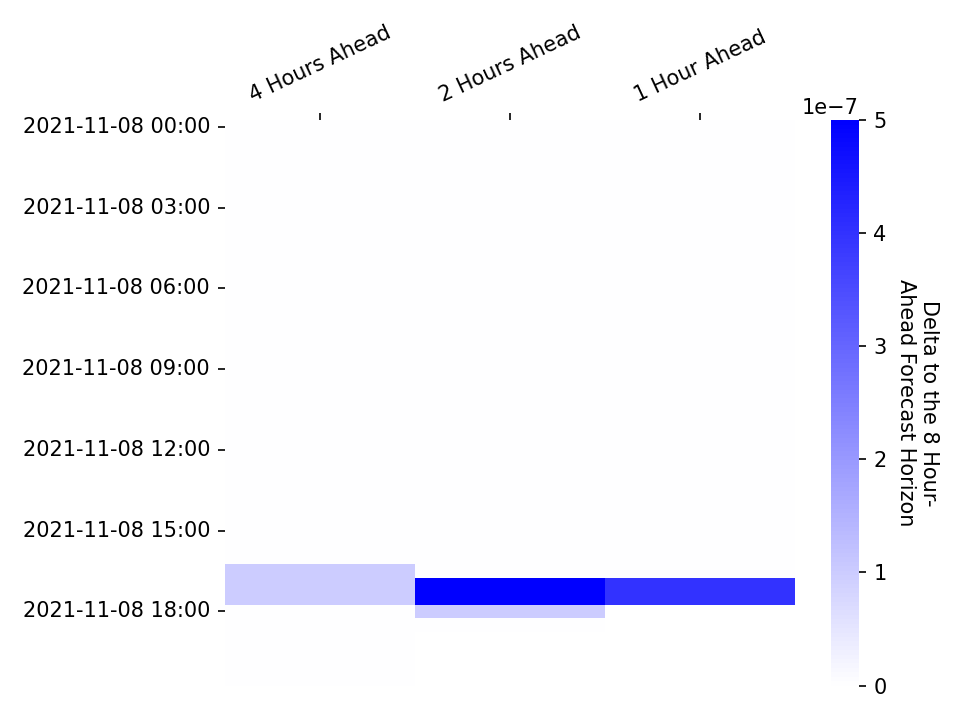 4 Hours Ahead
2 Hours Ahead
1 Hour Ahead
1e−7
2021-11-08 00:00
2021-11-08 03:00
2021-11-08 06:00
2021-11-08 09:00
2021-11-08 12:00
2021-11-08 15:00
2021-11-08 18:00
5
4
3
2
1
0
Delta to the 8 Hour-
Ahead Forecast Horizon